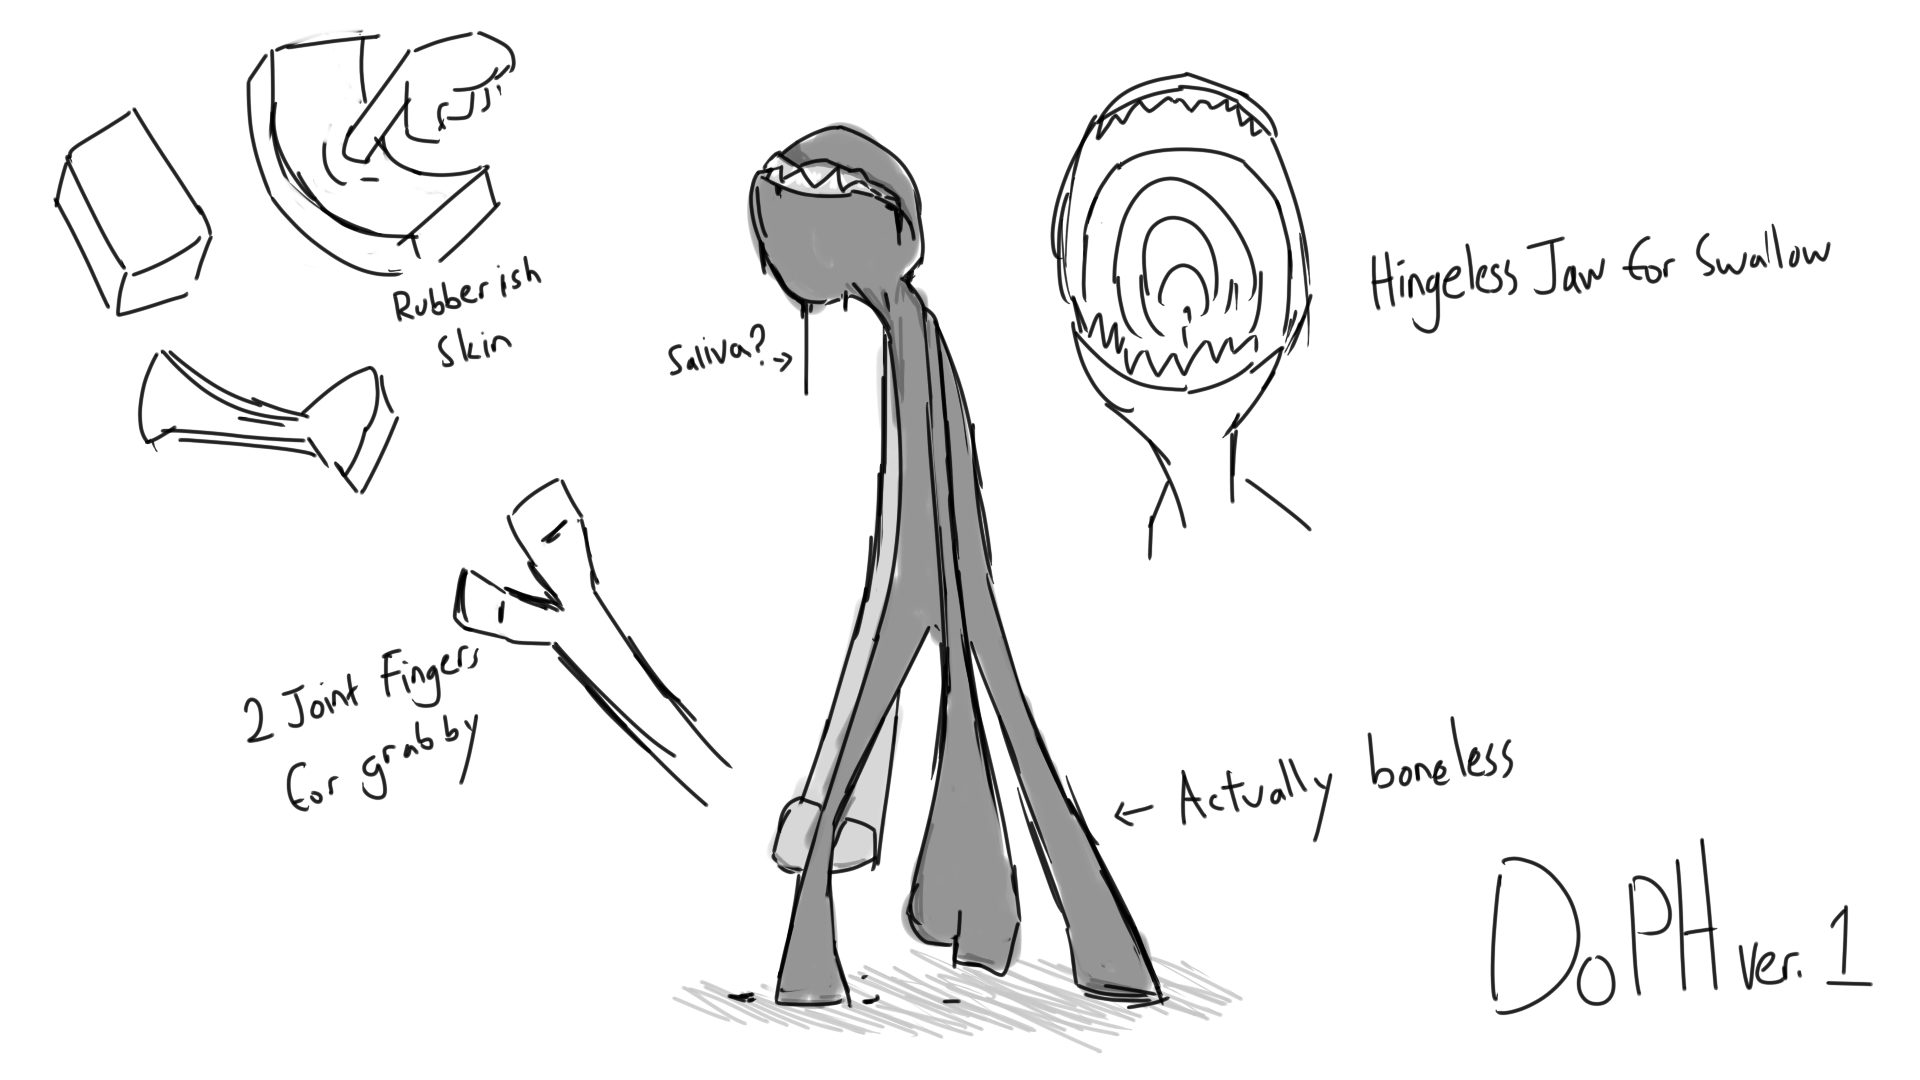 Rubberish
Skin
Saliva?→
Hingeless Jaw for Swallow
2 Joint Fingers
for grabby
← Actually boneless
DoPH ver. 1